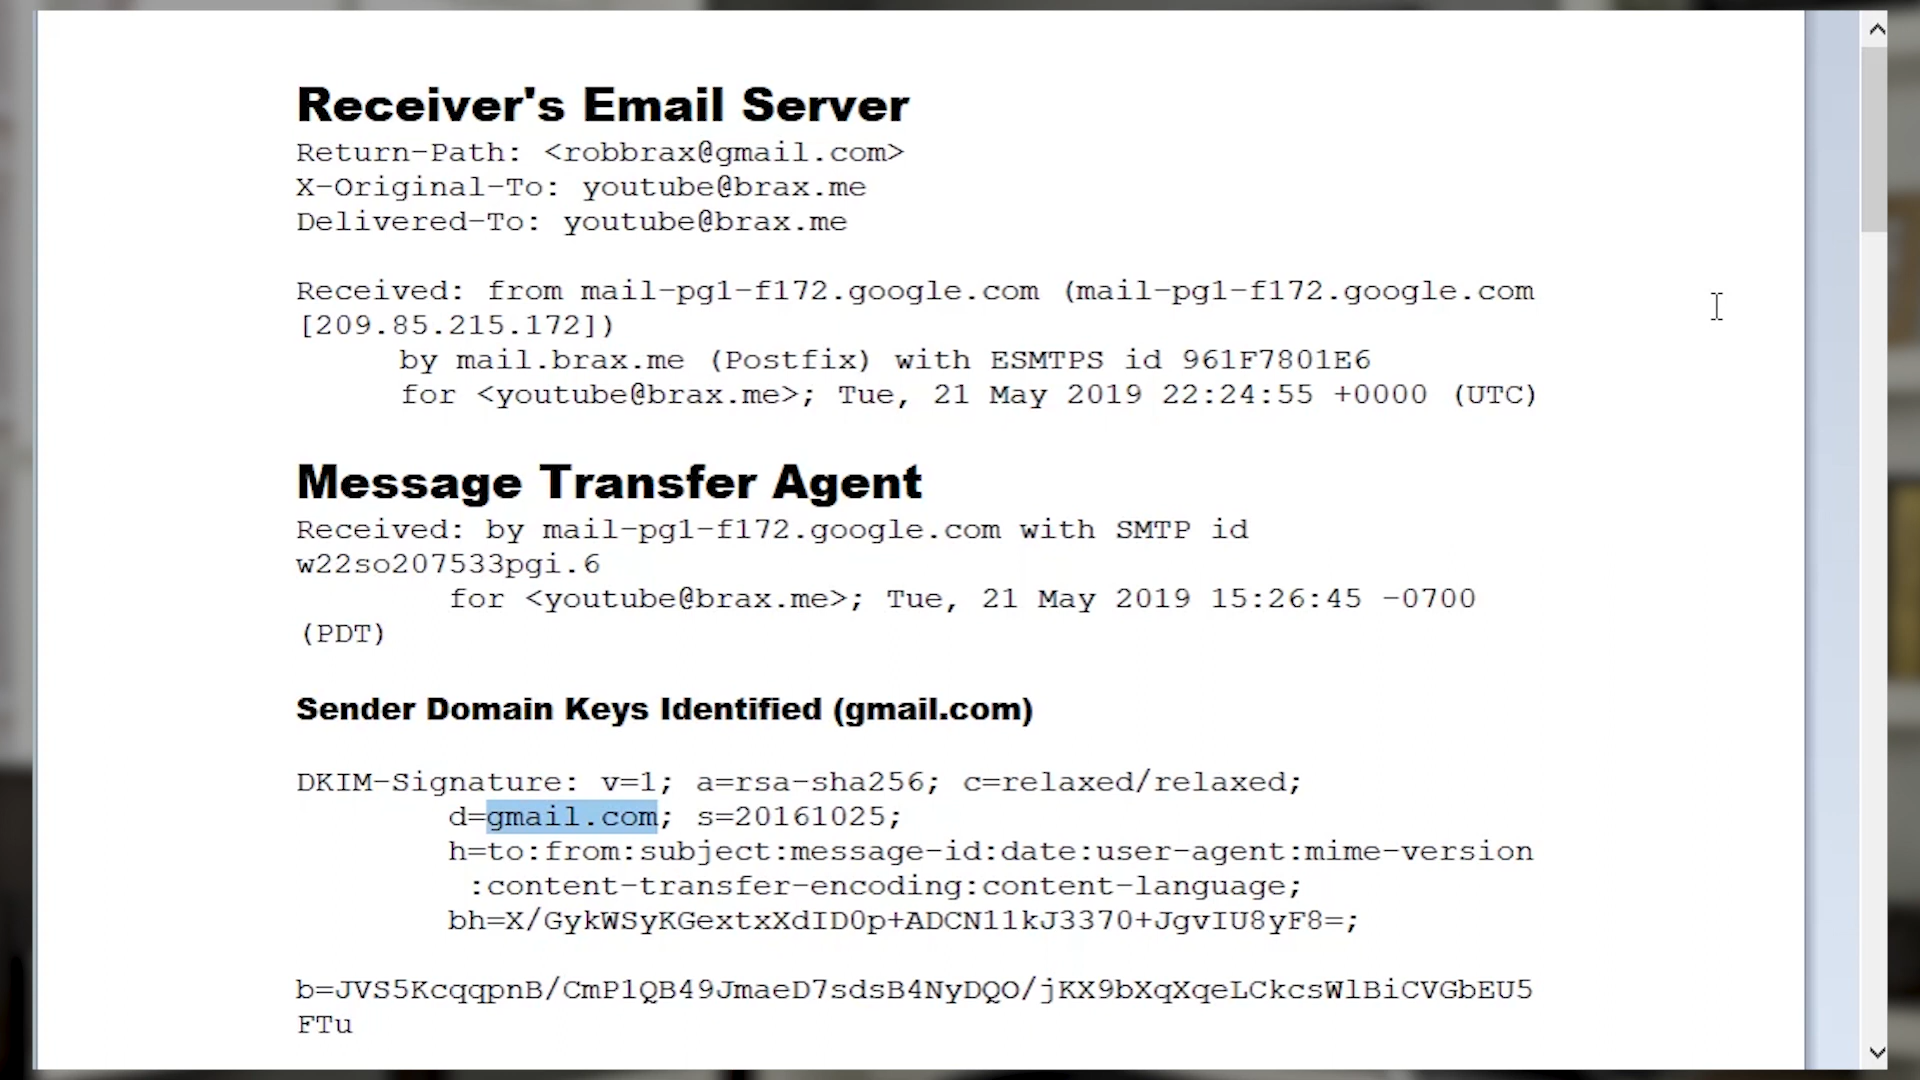 Receiver's Email Server
Return-Path: <robbrax@gmail.com>
X-Original-To: youtube@brax.me
Delivered-To: youtube@brax.me
Received: from mail-pg1-f172.google.com (mail-pg1-f172.google.com
[209.85.215.172])
by mail.brax.me (Postfix) with ESMTPS id 961F7801E6
for <youtube@brax.me>; Tue, 21 May 2019 22:24:55 +0000 (UTC)
Message Transfer Agent
Received: by mail-pg1-f172.google.com with SMTP id
w22so207533pgi.6
for <youtube@brax.me>; Tue, 21 May 2019 15:26:45 -0700
(PDT)
Sender Domain Keys Identified (gmail.com)
DKIM-Signature: v=1; a=rsa-sha256; c=relaxed/relaxed;
d=gmail.com; s=20161025;
h=to:from:subject:message-id:date:user-agent:mime-version
:content-transfer-encoding:content-language;
bh=X/GykWSyKGextxXdID0p+ADCN11kJ3370+JgvIU8yF8=;
b=JVS5KcqqpnB/CmP1QB49JmaeD7sdsB4NyDQO/jKX9bXqXqeLCkcsWlBiCVGbEU5
FTu